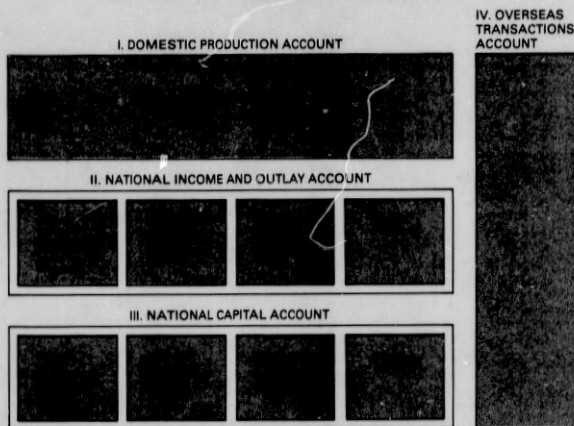 I. DOMESTIC PRODUCTION ACCOUNT
II. NATIONAL INCOME AND OUTLAY ACCOUNT
III. NATIONAL CAPITAL ACCOUNT
IV. OVERSEAS
TRANSACTIONS
ACCOUNT